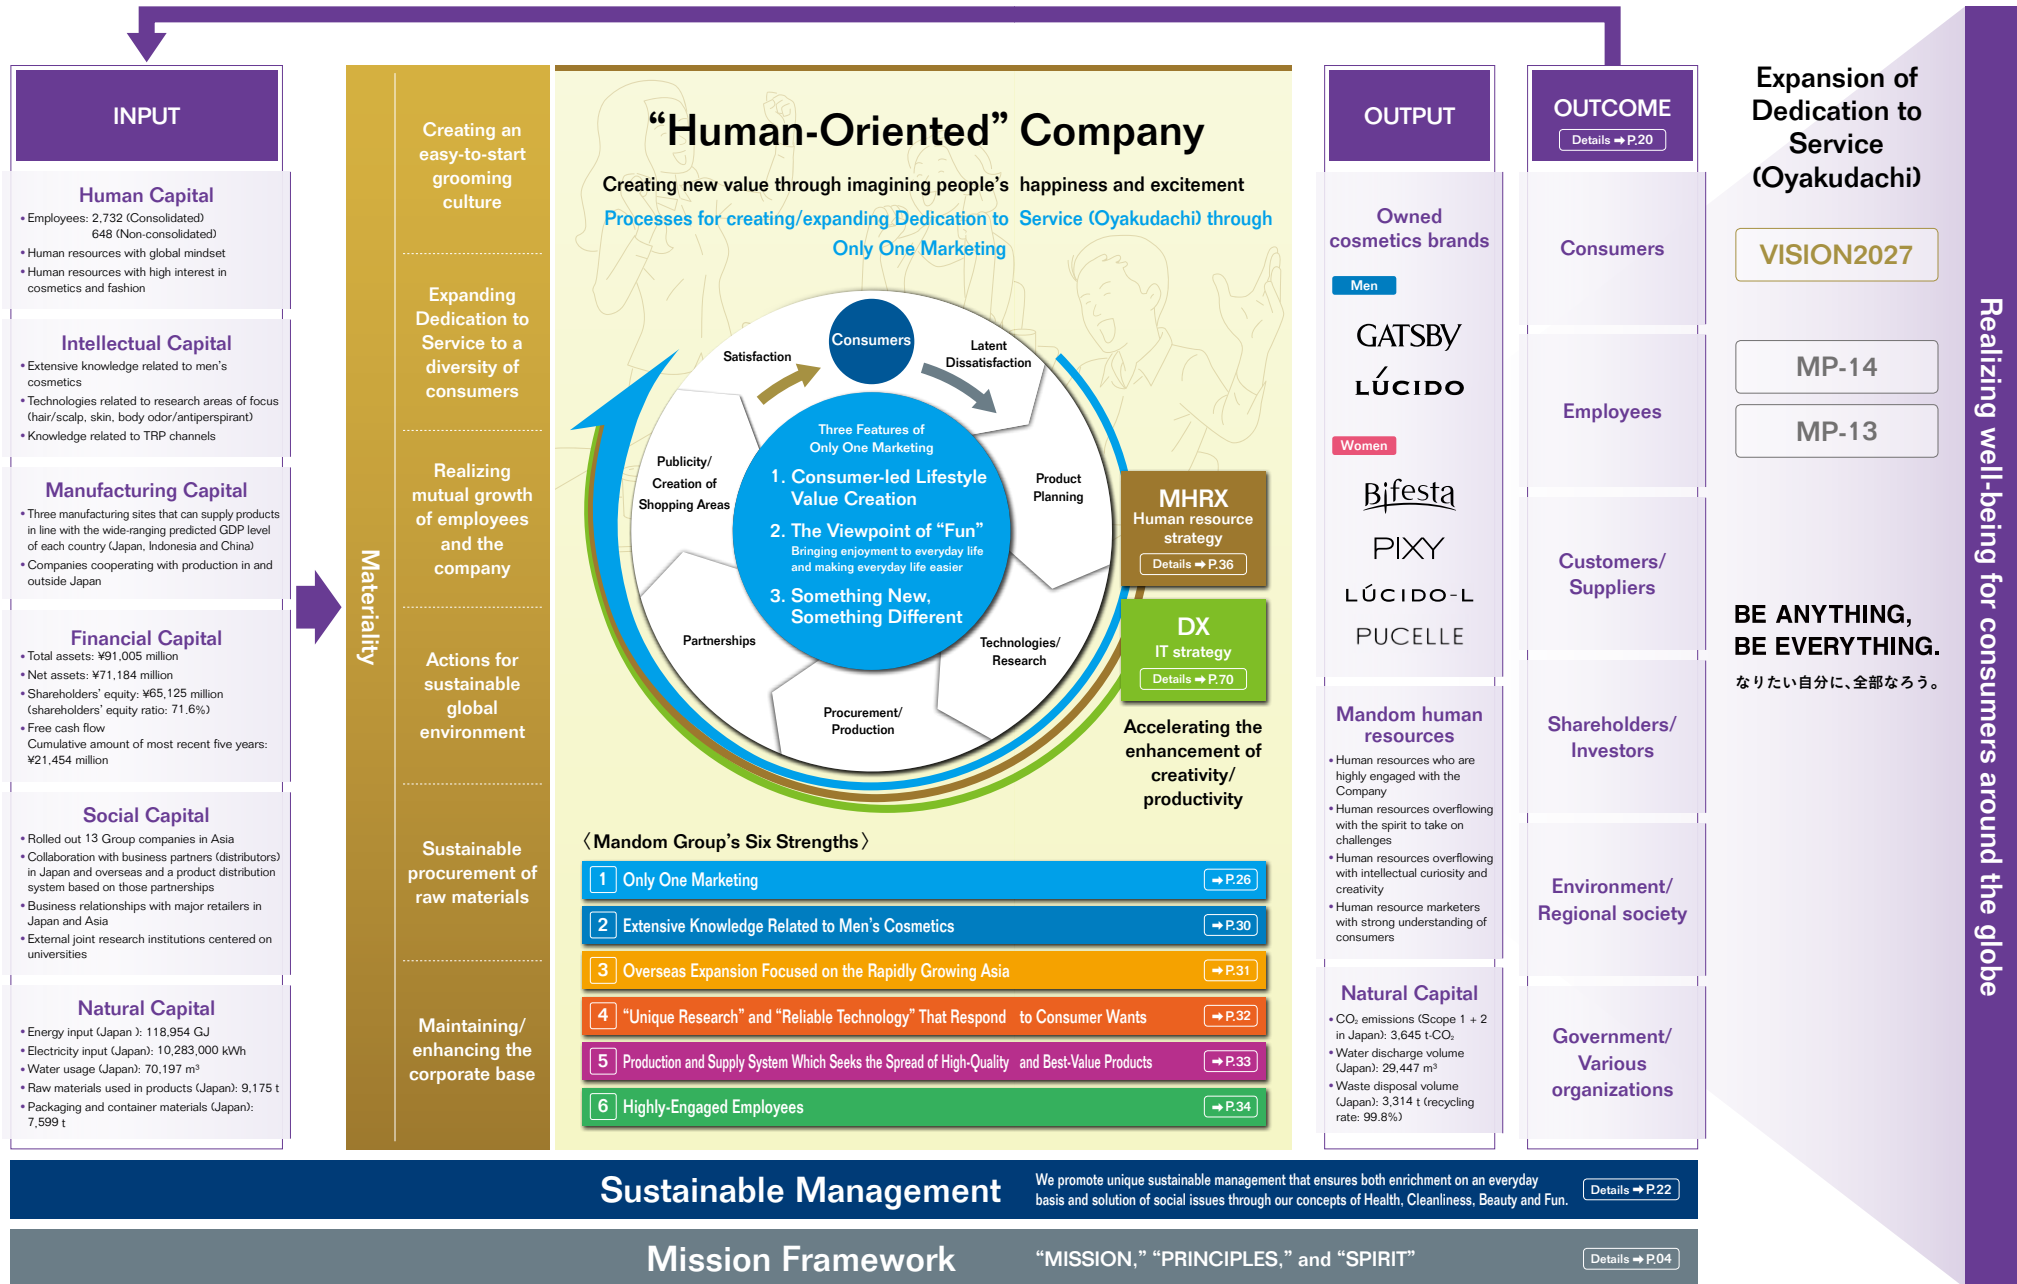 INPUT
Human Capital
• Employees: 2,732 (Consolidated)
648 (Non-consolidated)
• Human resources with global mindset
• Human resources with high interest in
cosmetics and fashion
Intellectual Capital
• Extensive knowledge related to men's
cosmetics
• Technologies related to research areas of focus
(hair/scalp, skin, body odor/antiperspirant)
• Knowledge related to TRP channels
Manufacturing Capital
• Three manufacturing sites that can supply products
in line with the wide-ranging predicted GDP level
of each country (Japan, Indonesia and China)
• Companies cooperating with production in and
outside Japan
Financial Capital
• Total assets: ¥91,005 million
• Net assets: ¥71,184 million
• Shareholders' equity: ¥65,125 million
(shareholders' equity ratio: 71.6%)
• Free cash flow
Cumulative amount of most recent five years:
¥21,454 million
Social Capital
• Rolled out 13 Group companies in Asia
• Collaboration with business partners (distributors)
in Japan and overseas and a product distribution
system based on those partnerships
• Business relationships with major retailers in
Japan and Asia
• External joint research institutions centered on
universities
Natural Capital
• Energy input (Japan ): 118,954 GJ
• Electricity input (Japan): 10,283,000 kWh
• Water usage (Japan): 70,197 m³
• Raw materials used in products (Japan): 9,175 t
• Packaging and container materials (Japan):
7,599 t
Materiality
Creating an
easy-to-start
grooming
culture
Expanding
Dedication to
Service to a
diversity of
consumers
Realizing
mutual growth
of employees
and the
company
Actions for
sustainable
global
environment
Sustainable
procurement of
raw materials
Maintaining/
enhancing the
corporate base
"Human-Oriented" Company
Creating new value through imagining people's happiness and excitement
Processes for creating/expanding Dedication to Service (Oyakudachi) through
Only One Marketing
Consumers
Latent
Dissatisfaction
Product
Planning
Technologies/
Research
Procurement/
Production
Partnerships
Publicity/
Creation of
Shopping Areas
Satisfaction
Three Features of
Only One Marketing
1. Consumer-led Lifestyle
Value Creation
2. The Viewpoint of "Fun"
Bringing enjoyment to everyday life
and making everyday life easier
3. Something New,
Something Different
MHRX
Human resource
strategy
Details ➡ P.36
DX
IT strategy
Details ➡ P.70
Accelerating the
enhancement of
creativity/
productivity
〈Mandom Group's Six Strengths〉
1 Only One Marketing ➡ P.26
2 Extensive Knowledge Related to Men's Cosmetics ➡ P.30
3 Overseas Expansion Focused on the Rapidly Growing Asia ➡ P.31
4 "Unique Research" and "Reliable Technology" That Respond to Consumer Wants ➡ P.32
5 Production and Supply System Which Seeks the Spread of High-Quality and Best-Value Products ➡ P.33
6 Highly-Engaged Employees ➡ P.34
OUTPUT
Owned
cosmetics brands
Men
GATSBY
LÚCIDO
Women
Bifesta
PIXY
LÚCIDO-L
PUCELLE
Mandom human
resources
• Human resources who are
highly engaged with the
Company
• Human resources overflowing
with the spirit to take on
challenges
• Human resources overflowing
with intellectual curiosity and
creativity
• Human resource marketers
with strong understanding of
consumers
Natural Capital
• CO₂ emissions (Scope 1 + 2
in Japan): 3,645 t-CO₂
• Water discharge volume
(Japan): 29,447 m³
• Waste disposal volume
(Japan): 3,314 t (recycling
rate: 99.8%)
OUTCOME
Details ➡ P.20
Consumers
Employees
Customers/
Suppliers
Shareholders/
Investors
Environment/
Regional society
Government/
Various
organizations
Expansion of
Dedication to
Service
(Oyakudachi)
VISION2027
MP-14
MP-13
BE ANYTHING,
BE EVERYTHING.
なりたい自分に、全部なろう。
Realizing well-being for consumers around the globe
Sustainable Management
We promote unique sustainable management that ensures both enrichment on an everyday
basis and solution of social issues through our concepts of Health, Cleanliness, Beauty and Fun.
Details ➡ P.22
Mission Framework
"MISSION," "PRINCIPLES," and "SPIRIT"
Details ➡ P.04